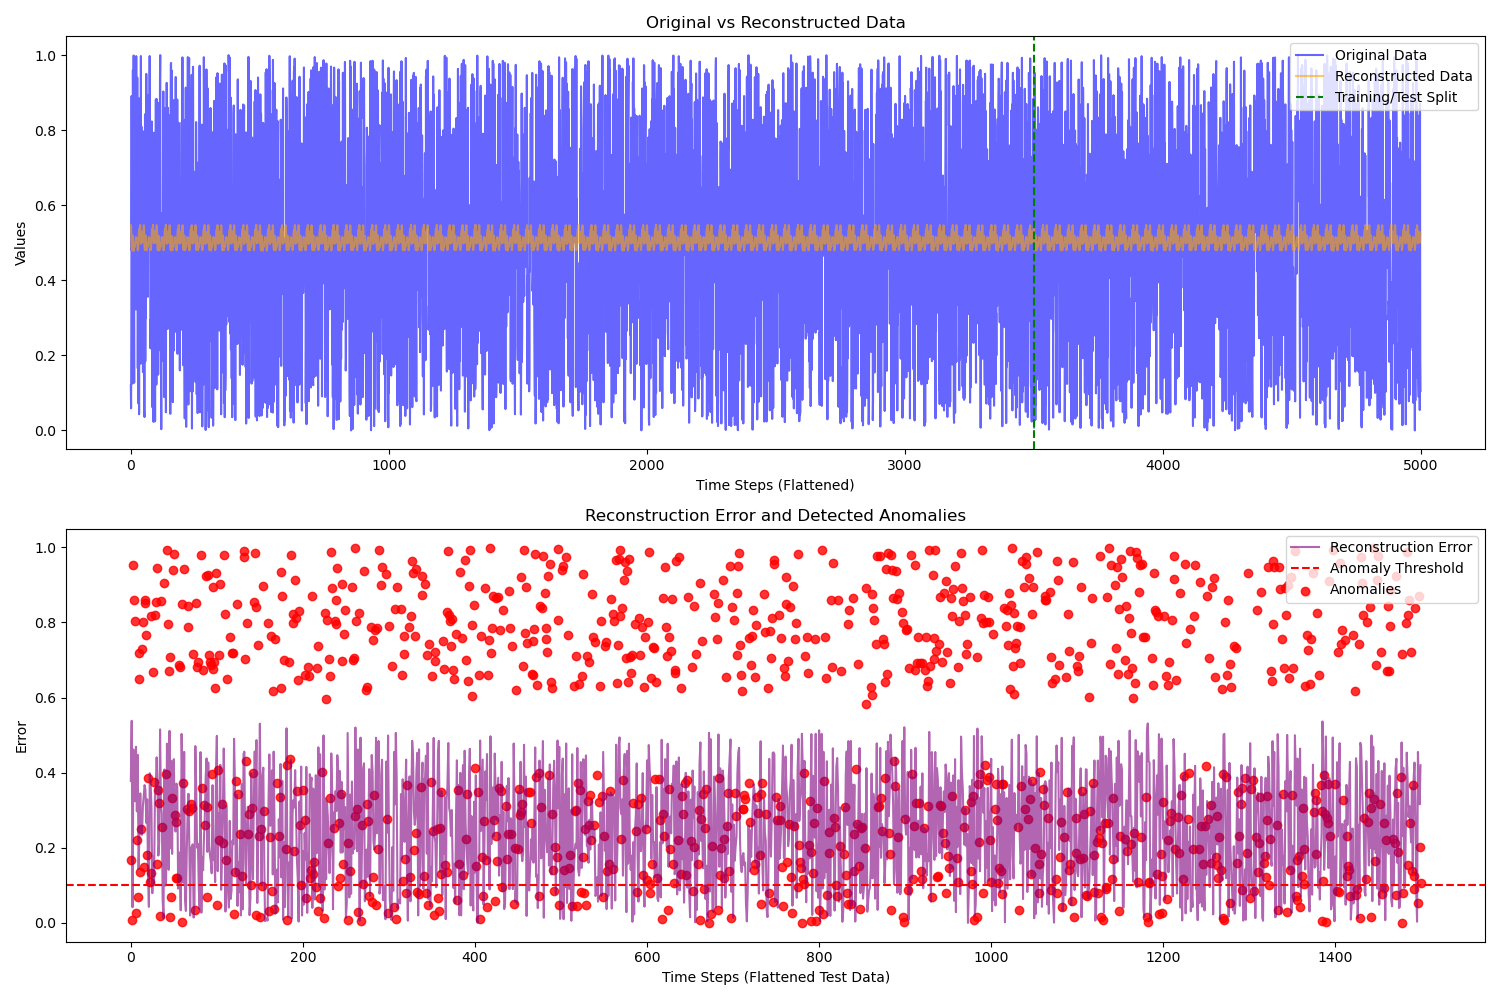 Original vs Reconstructed Data
Values
1.0
0.8
0.6
0.4
0.2
0.0
Original Data
Reconstructed Data
Training/Test Split
0 1000 2000 3000 4000 5000
Time Steps (Flattened)
Reconstruction Error and Detected Anomalies
Error
1.0
0.8
0.6
0.4
0.2
0.0
Reconstruction Error
Anomaly Threshold
Anomalies
0 200 400 600 800 1000 1200 1400
Time Steps (Flattened Test Data)